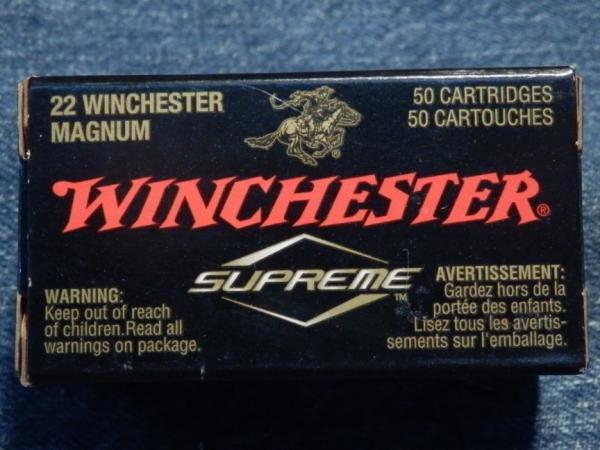 22 WINCHESTER
MAGNUM
50 CARTRIDGES
50 CARTOUCHES
®
WINCHESTER®
SUPREME™
WARNING:
Keep out of reach
of children.Read all
warnings on package.
AVERTISSEMENT:
Gardez hors de la
portée des enfants.
Lisez tous les avertis-
sements sur l'emballage.